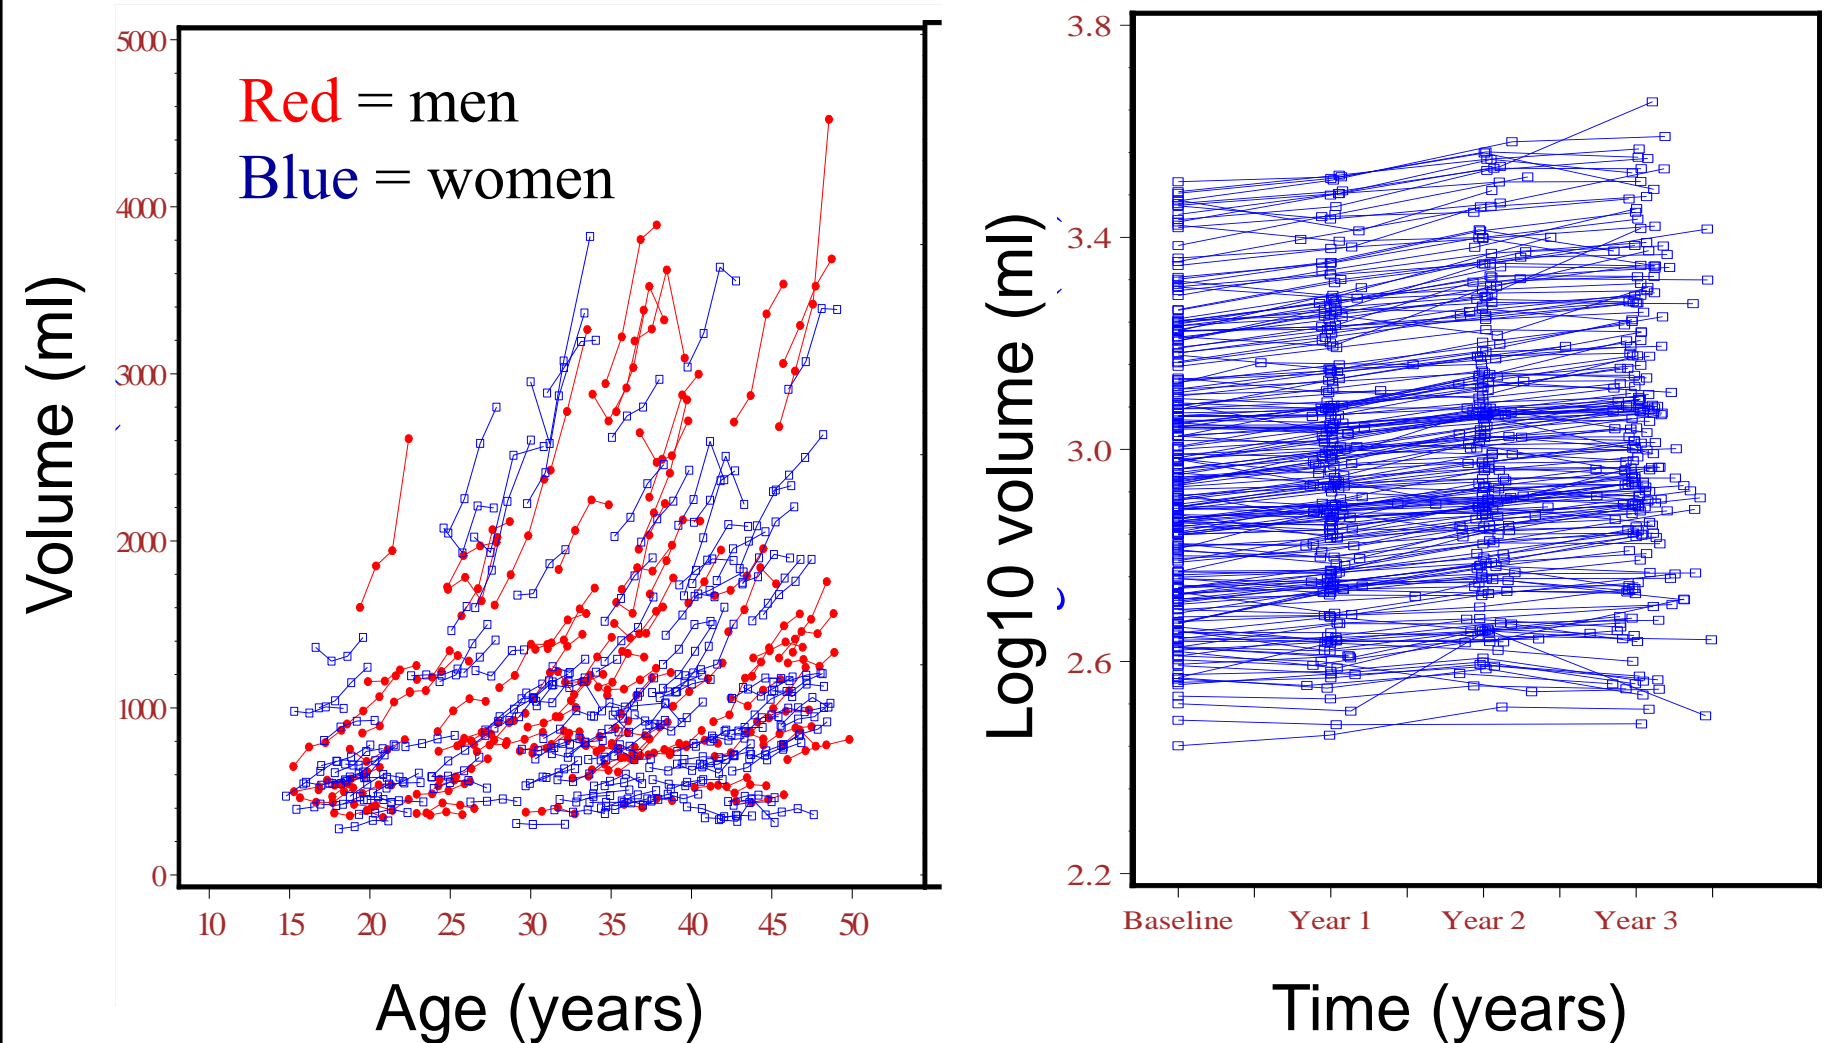 Red = men
Blue = women
Volume (ml)
5000
4000
3000
2000
1000
0
10 15 20 25 30 35 40 45 50
Age (years)
Log10 volume (ml)
3.8
3.4
3.0
2.6
2.2
Baseline Year 1 Year 2 Year 3
Time (years)